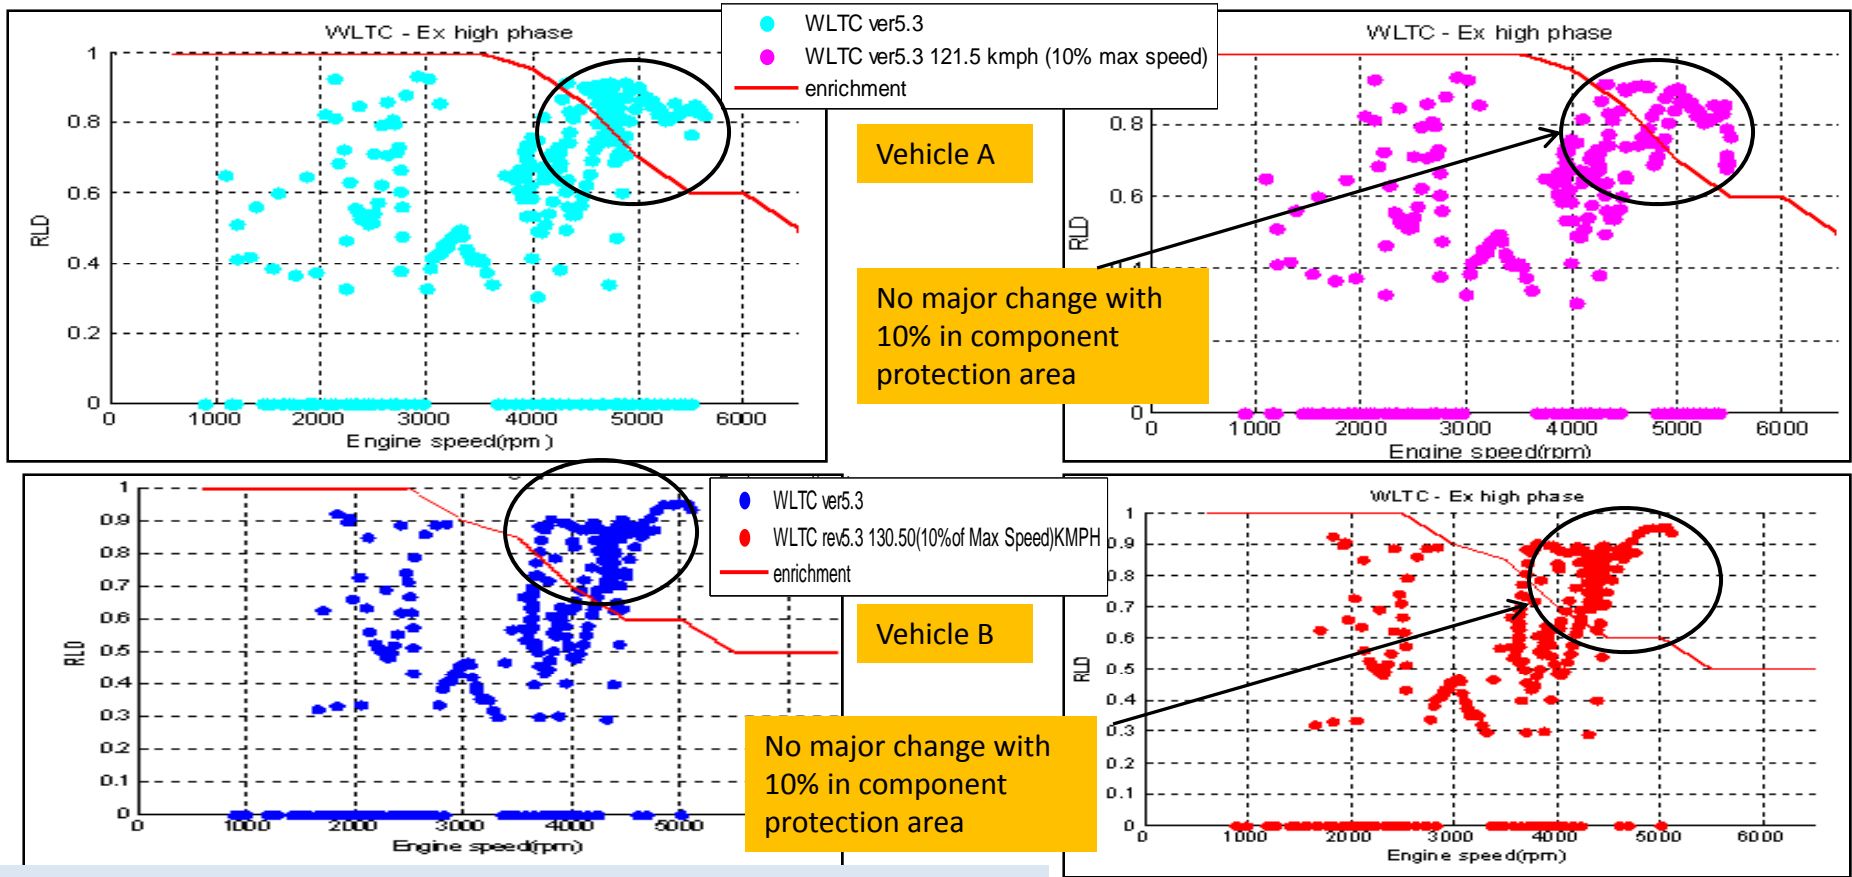 WLTC - Ex high phase
1
0.8
0.6
0.4
0.2
0
RLD
0 1000 2000 3000 4000 5000 6000
Engine speed(rpm)
WLTC ver5.3
WLTC ver5.3 121.5 kmph (10% max speed)
enrichment
Vehicle A
No major change with
10% in component
protection area
WLTC - Ex high phase
1
0.8
0.6
0.2
0
RLD
0 1000 2000 3000 4000 5000 6000
Engine speed(rpm)
1
0.9
0.8
0.7
0.6
0.5
0.4
0.3
0.2
0.1
0
RLD
0 1000 2000 3000 4000 5000
Engine speed(rpm)
WLTC ver5.3
WLTC rev5.3 130.50(10%of Max Speed)KMPH
enrichment
Vehicle B
No major change with
10% in component
protection area
WLTC - Ex high phase
1
0.9
0.8
0.7
0.6
0.5
0.4
0.3
0.2
0.1
0
RLD
0 1000 2000 3000 4000 5000 6000
Engine speed(rpm)